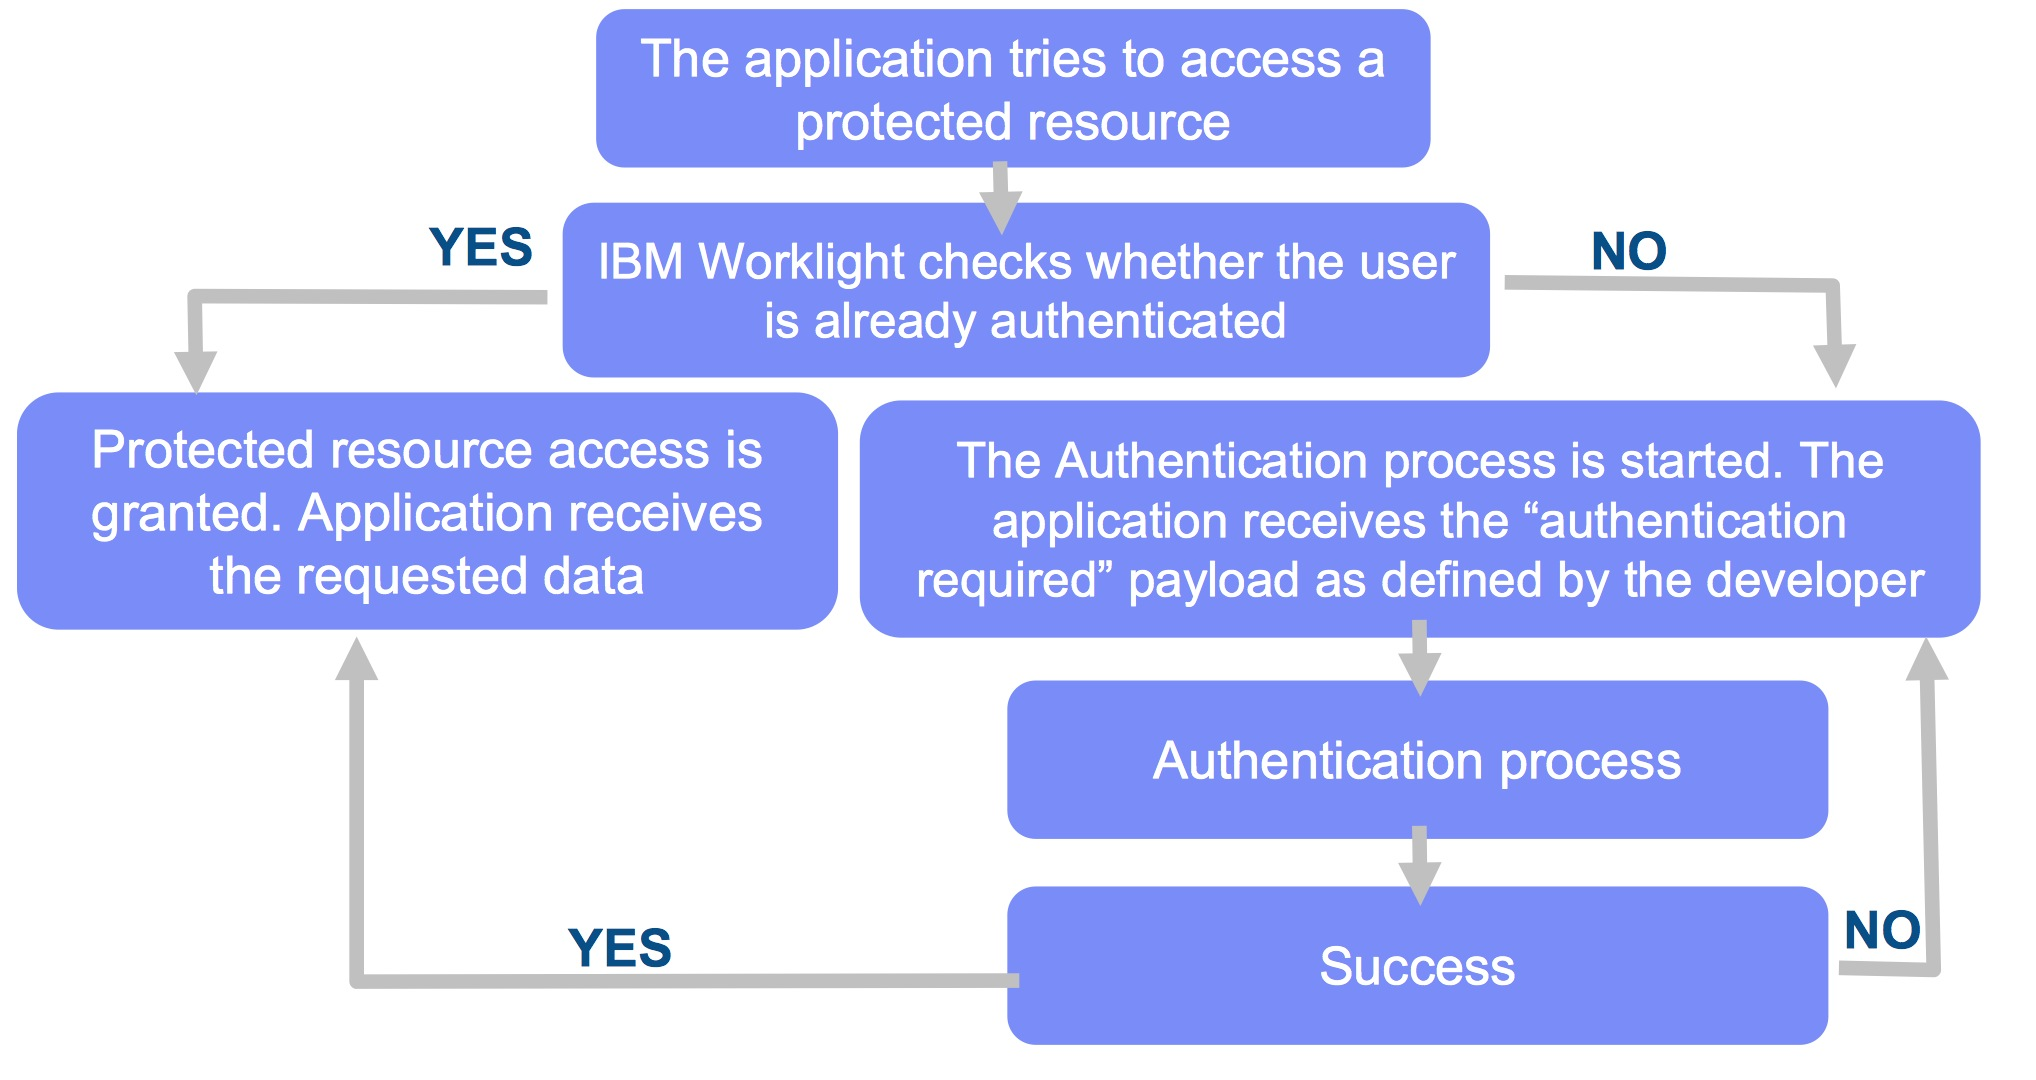 The application tries to access a
protected resource
YES
IBM Worklight checks whether the user
is already authenticated
NO
Protected resource access is
granted. Application receives
the requested data
The Authentication process is started. The
application receives the “authentication
required” payload as defined by the developer
Authentication process
YES
Success
NO